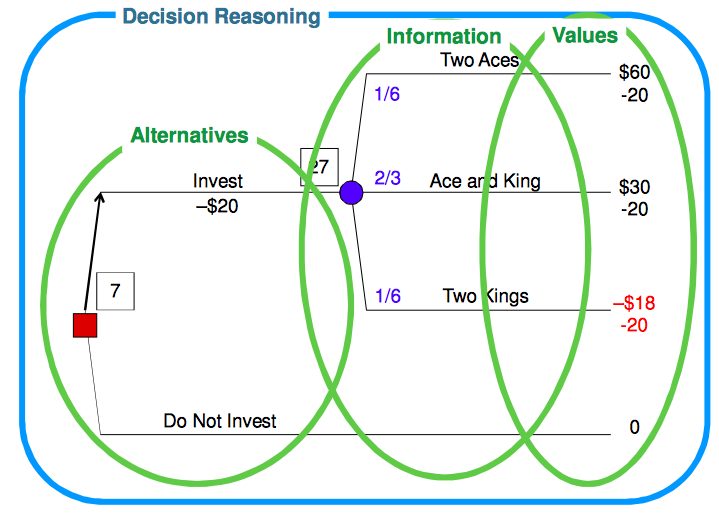 Decision Reasoning
Information
Values
Two Aces
$60
-20
1/6
Alternatives
27
Invest
–$20
2/3
Ace and King
$30
-20
7
1/6
Two Kings
–$18
-20
Do Not Invest
0